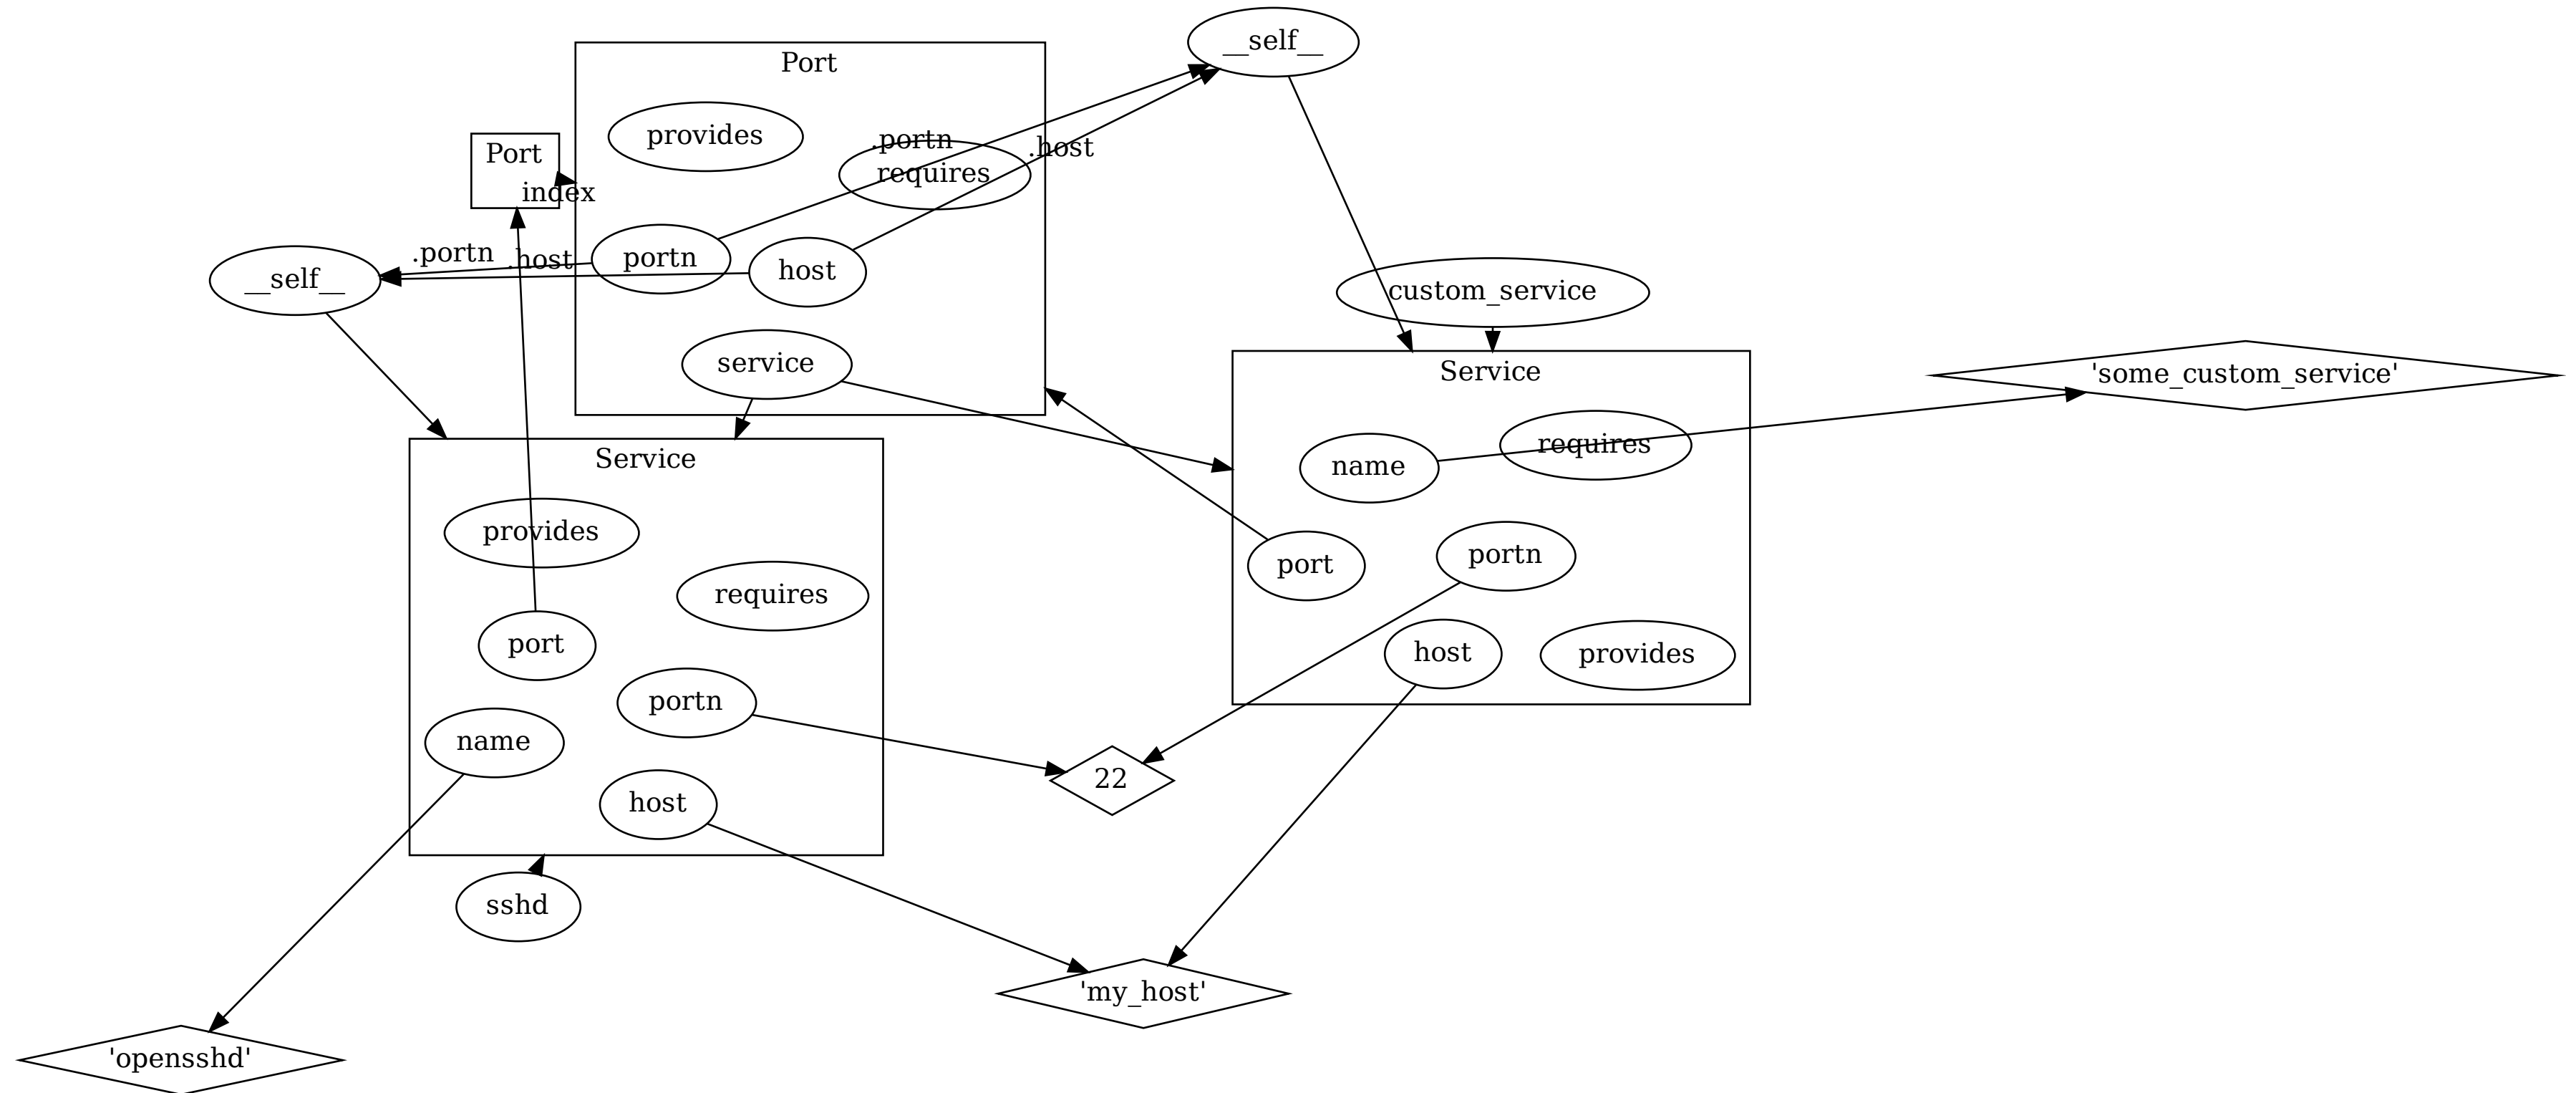 __self__
Port
provides
.portn
requires
.host
Port
index
.portn
.host
portn
host
__self__
custom_service
service
Service
'some_custom_service'
Service
name
requires
provides
portn
port
requires
port
host
provides
portn
name
22
host
sshd
'my_host'
'opensshd'